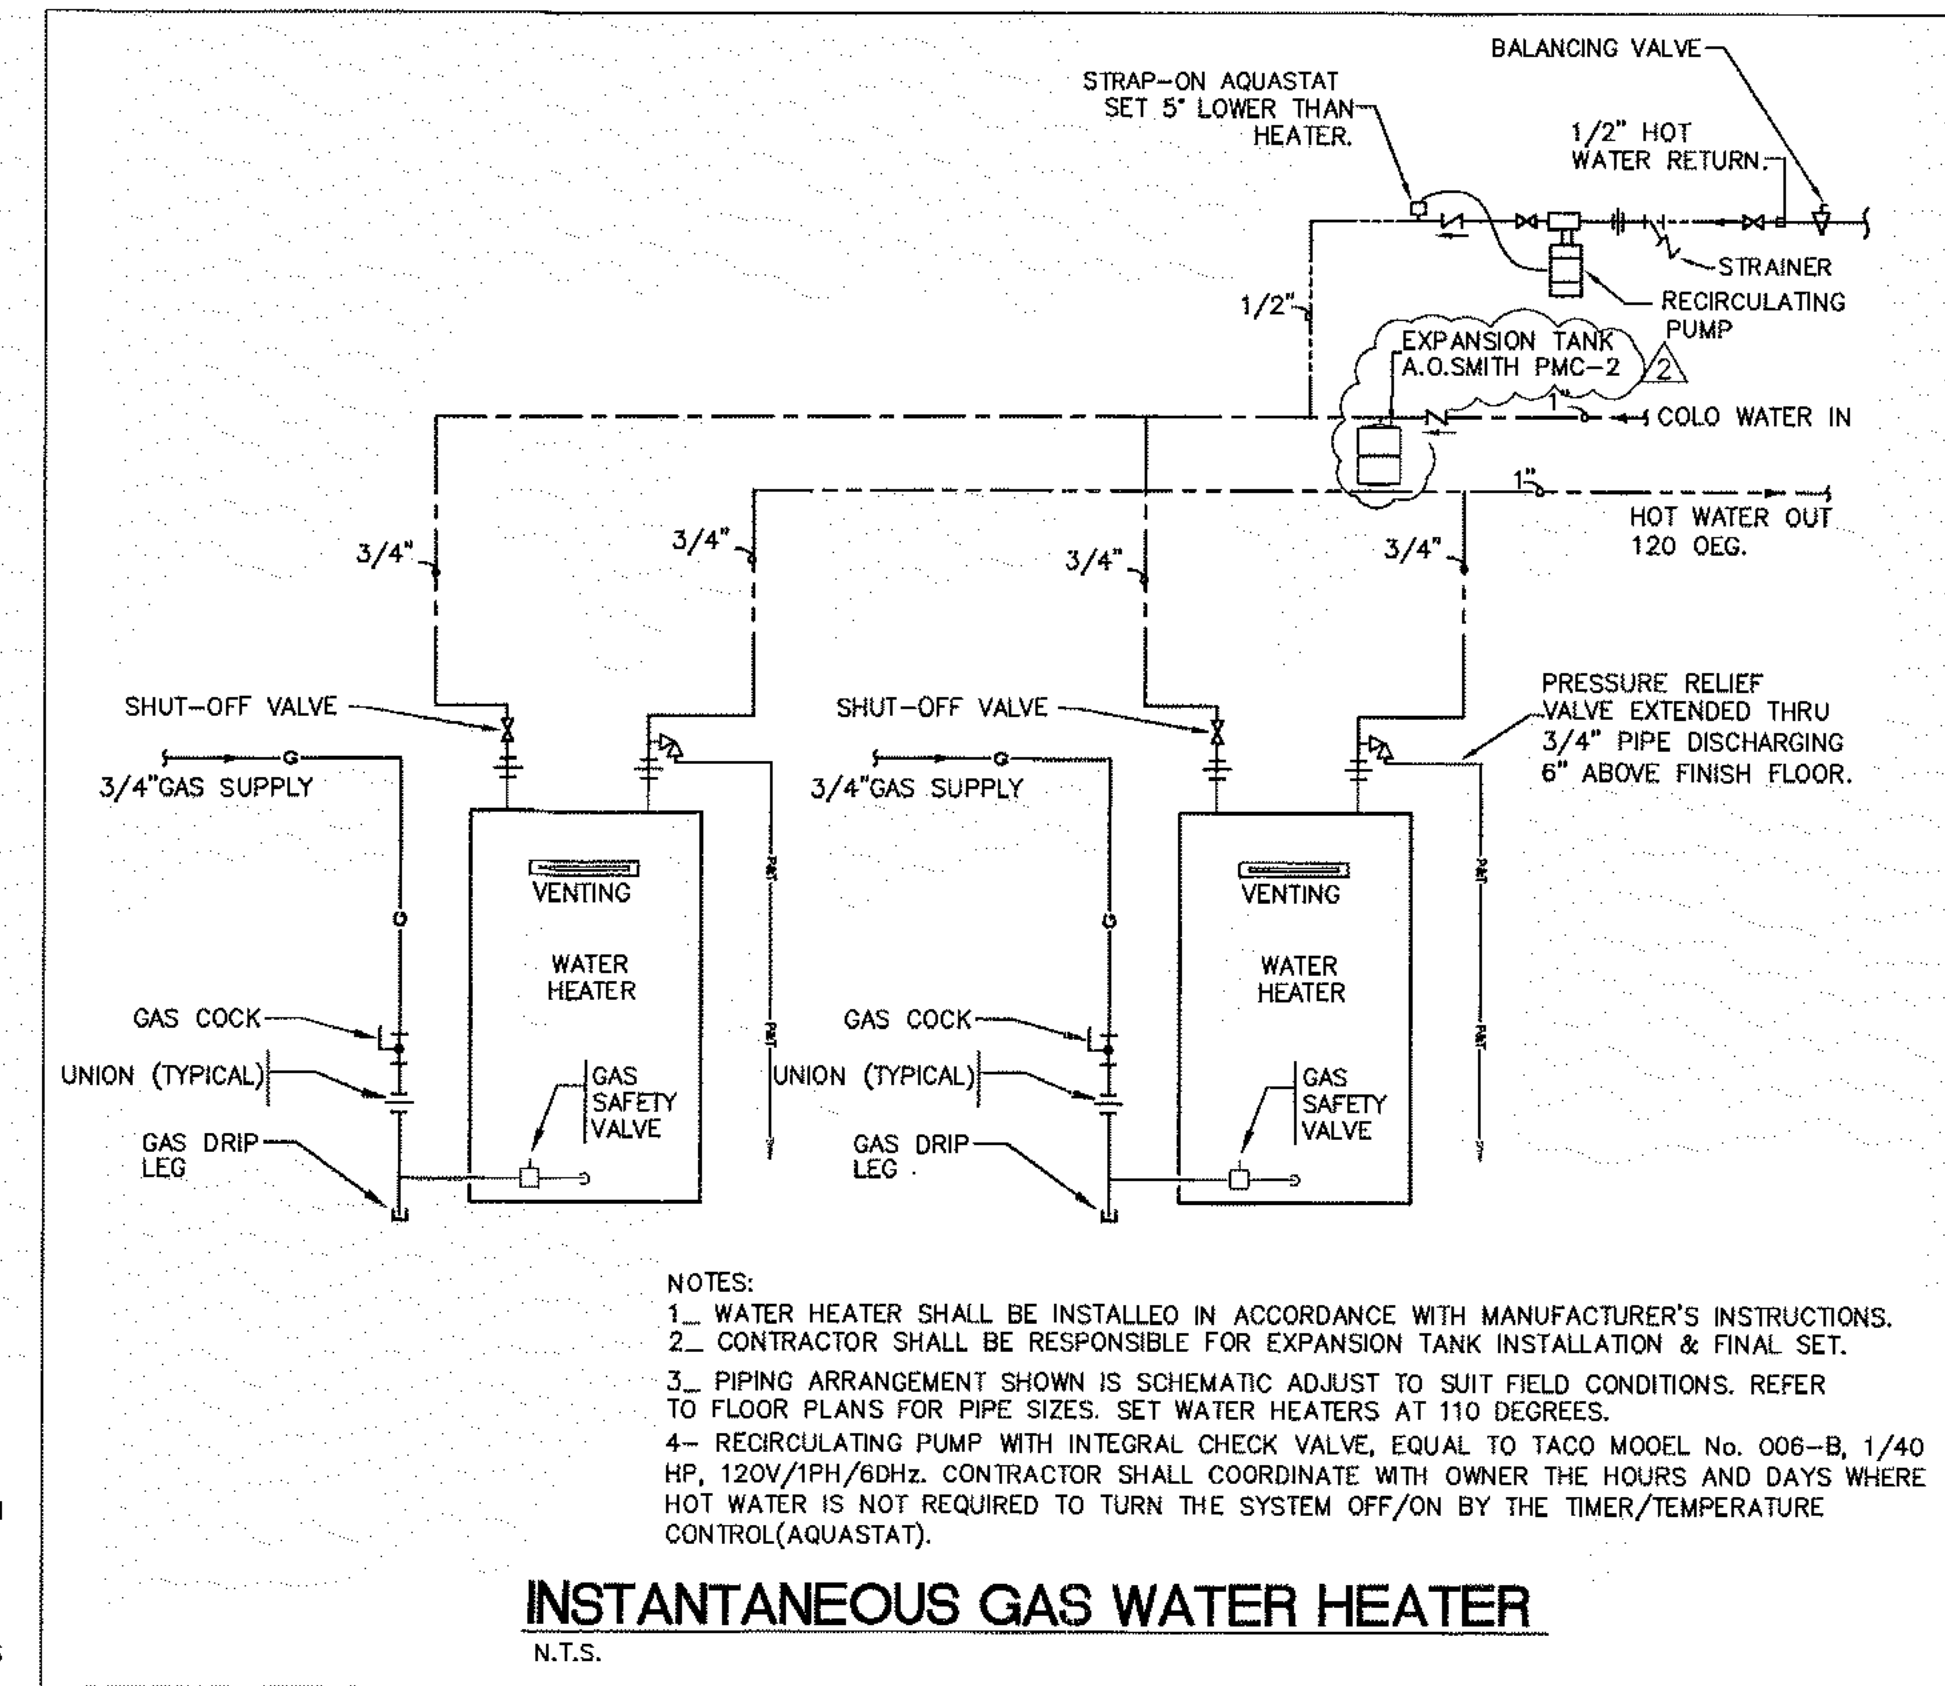 BALANCING VALVE
STRAP-ON AQUASTAT
SET 5° LOWER THAN
HEATER.
1/2" HOT
WATER RETURN.
STRAINER
RECIRCULATING
PUMP
1/2"
EXPANSION TANK
A.O.SMITH PMC-2
2
1"
COLO WATER IN
1"
HOT WATER OUT
120 OEG.
3/4"
3/4"
3/4"
3/4"
SHUT-OFF VALVE
3/4"GAS SUPPLY
SHUT-OFF VALVE
3/4"GAS SUPPLY
PRESSURE RELIEF
VALVE EXTENDED THRU
3/4" PIPE DISCHARGING
6" ABOVE FINISH FLOOR.
G
G
G
G
VENTING
WATER
HEATER
P&T
P&T
VENTING
WATER
HEATER
P&T
P&T
GAS COCK
UNION (TYPICAL)
GAS DRIP
LEG
GAS
SAFETY
VALVE
GAS COCK
UNION (TYPICAL)
GAS DRIP
LEG
GAS
SAFETY
VALVE
NOTES:
1_ WATER HEATER SHALL BE INSTALLEO IN ACCORDANCE WITH MANUFACTURER'S INSTRUCTIONS.
2_ CONTRACTOR SHALL BE RESPONSIBLE FOR EXPANSION TANK INSTALLATION & FINAL SET.
3_ PIPING ARRANGEMENT SHOWN IS SCHEMATIC ADJUST TO SUIT FIELD CONDITIONS. REFER
TO FLOOR PLANS FOR PIPE SIZES. SET WATER HEATERS AT 110 DEGREES.
4- RECIRCULATING PUMP WITH INTEGRAL CHECK VALVE, EQUAL TO TACO MOOEL No. 006-B, 1/40
HP, 120V/1PH/6DHz. CONTRACTOR SHALL COORDINATE WITH OWNER THE HOURS AND DAYS WHERE
HOT WATER IS NOT REQUIRED TO TURN THE SYSTEM OFF/ON BY THE TIMER/TEMPERATURE
CONTROL(AQUASTAT).
INSTANTANEOUS GAS WATER HEATER
N.T.S.